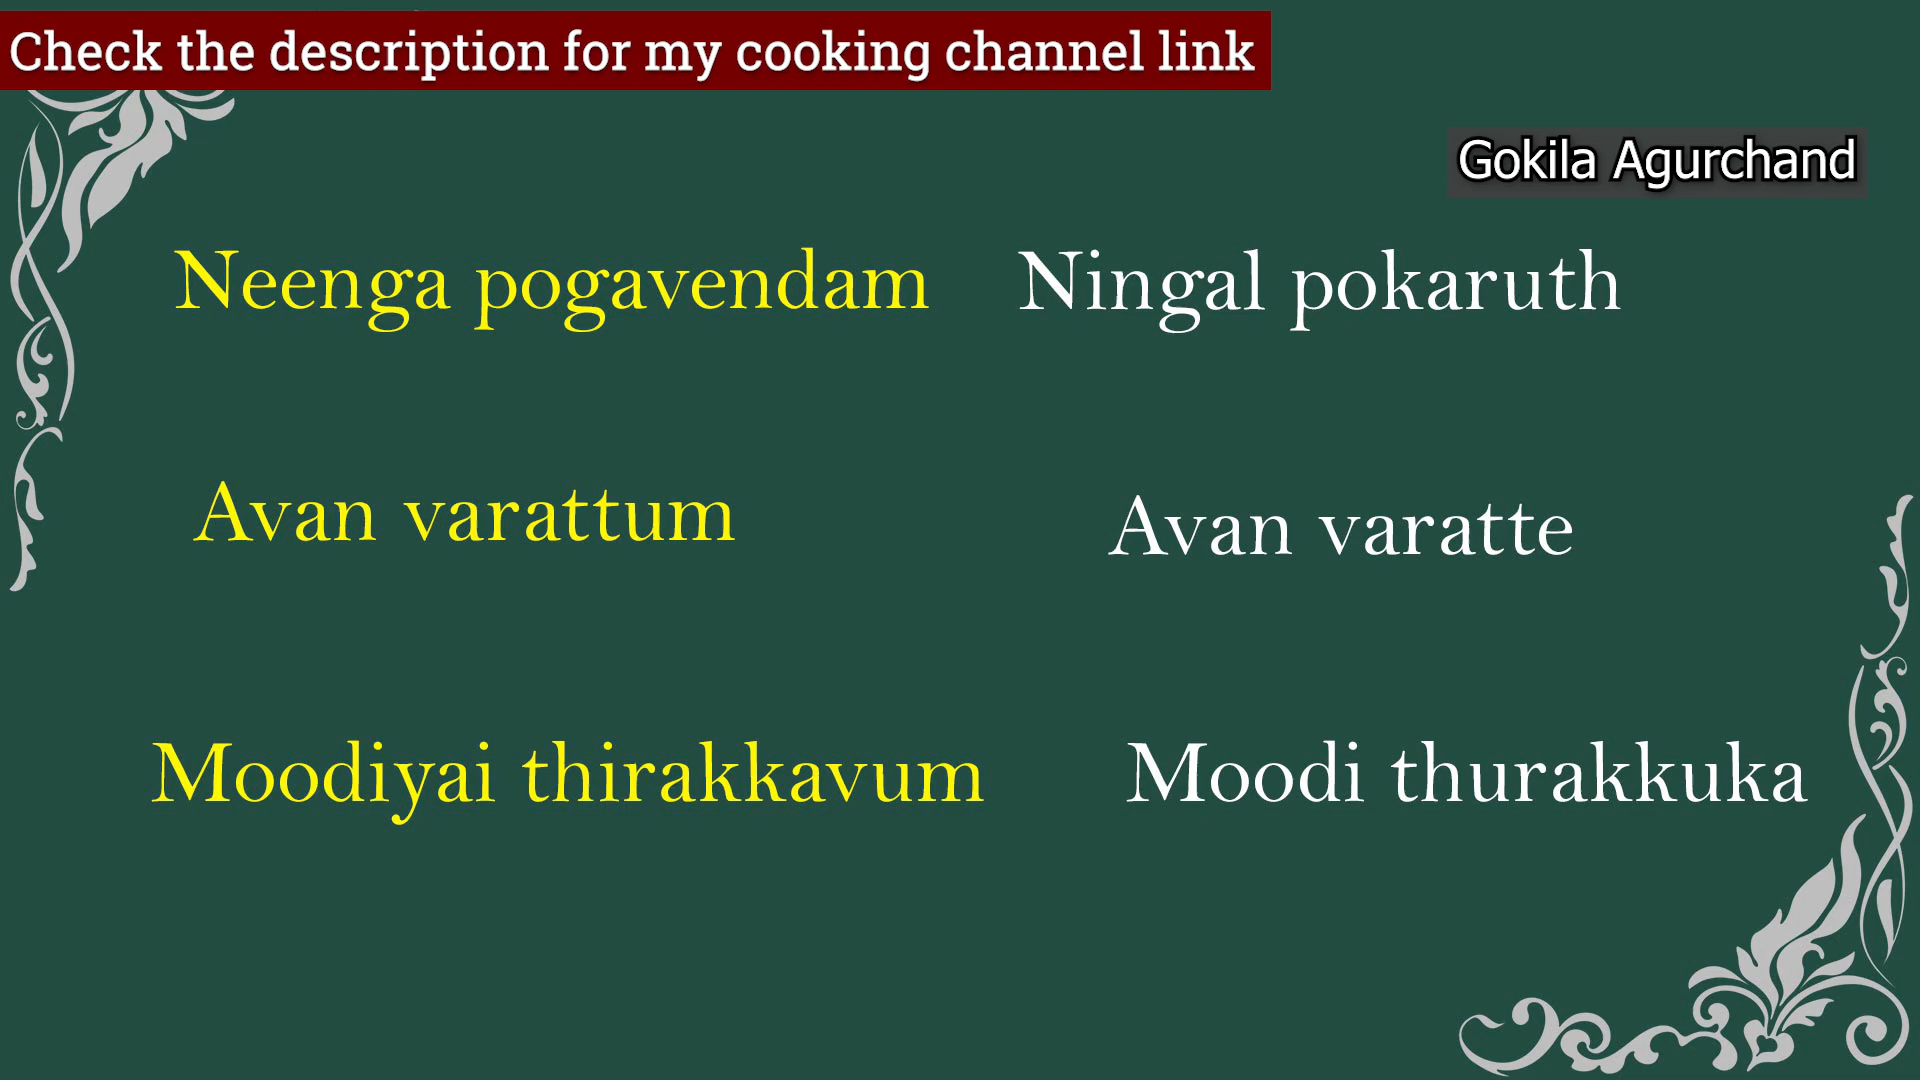 Check the description for my cooking channel link
Gokila Agurchand
Neenga pogavendam Ningal pokaruth
Avan varattum Avan varatte
Moodiyai thirakkavum Moodi thurakkuka